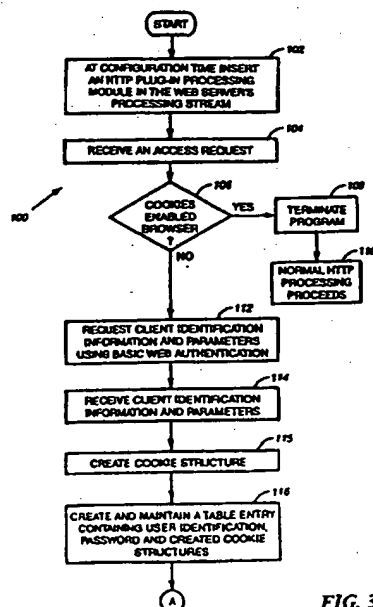 START
102
AT CONFIGURATION TIME INSERT
AN HTTP PLUG-IN PROCESSING
MODULE IN THE WEB SERVER'S
PROCESSING STREAM
104
RECEIVE AN ACCESS REQUEST
100
106
COOKIES
ENABLED
BROWSER
?
YES
108
TERMINATE
PROGRAM
110
NORMAL HTTP
PROCESSING
PROCEEDS
NO
112
REQUEST CLIENT IDENTIFICATION
INFORMATION AND PARAMETERS
USING BASIC WEB AUTHENTICATION
114
RECEIVE CLIENT IDENTIFICATION
INFORMATION AND PARAMETERS
115
CREATE COOKIE STRUCTURE
116
CREATE AND MAINTAIN A TABLE ENTRY
CONTAINING USER IDENTIFICATION,
PASSWORD AND CREATED COOKIE
STRUCTURES
A
FIG. 3